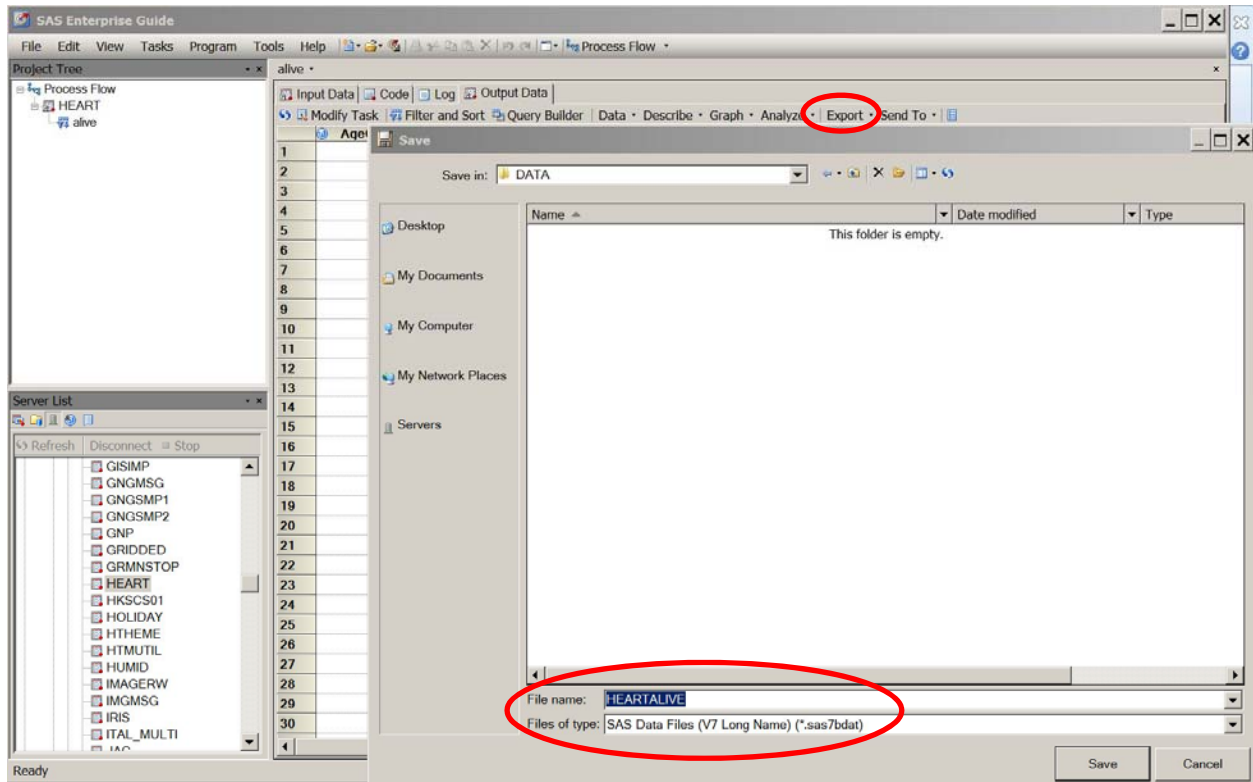 SAS Enterprise Guide
File Edit View Tasks Program Tools Help Process Flow
Project Tree
Process Flow
HEART
alive
alive
Input Data Code Log Output Data
Modify Task Filter and Sort Query Builder Data Describe Graph Analyze Export Send To
1
2
3
4
5
6
7
8
9
10
11
12
13
14
15
16
17
18
19
20
21
22
23
24
25
26
27
28
29
30
Save
Save in: DATA
Desktop
My Documents
My Computer
My Network Places
Servers
Name Date modified Type
This folder is empty.
File name: HEARTALIVE
Files of type: SAS Data Files (V7 Long Name) (*.sas7bdat)
Save Cancel
Server List
Refresh Disconnect Stop
GISIMP
GNGMSG
GNGSMP1
GNGSMP2
GNP
GRIDDED
GRMNSTOP
HEART
HKSCS01
HOLIDAY
HTHEME
HTMUTIL
HUMID
IMAGERW
IMGMSG
IRIS
ITAL_MULTI
Ready